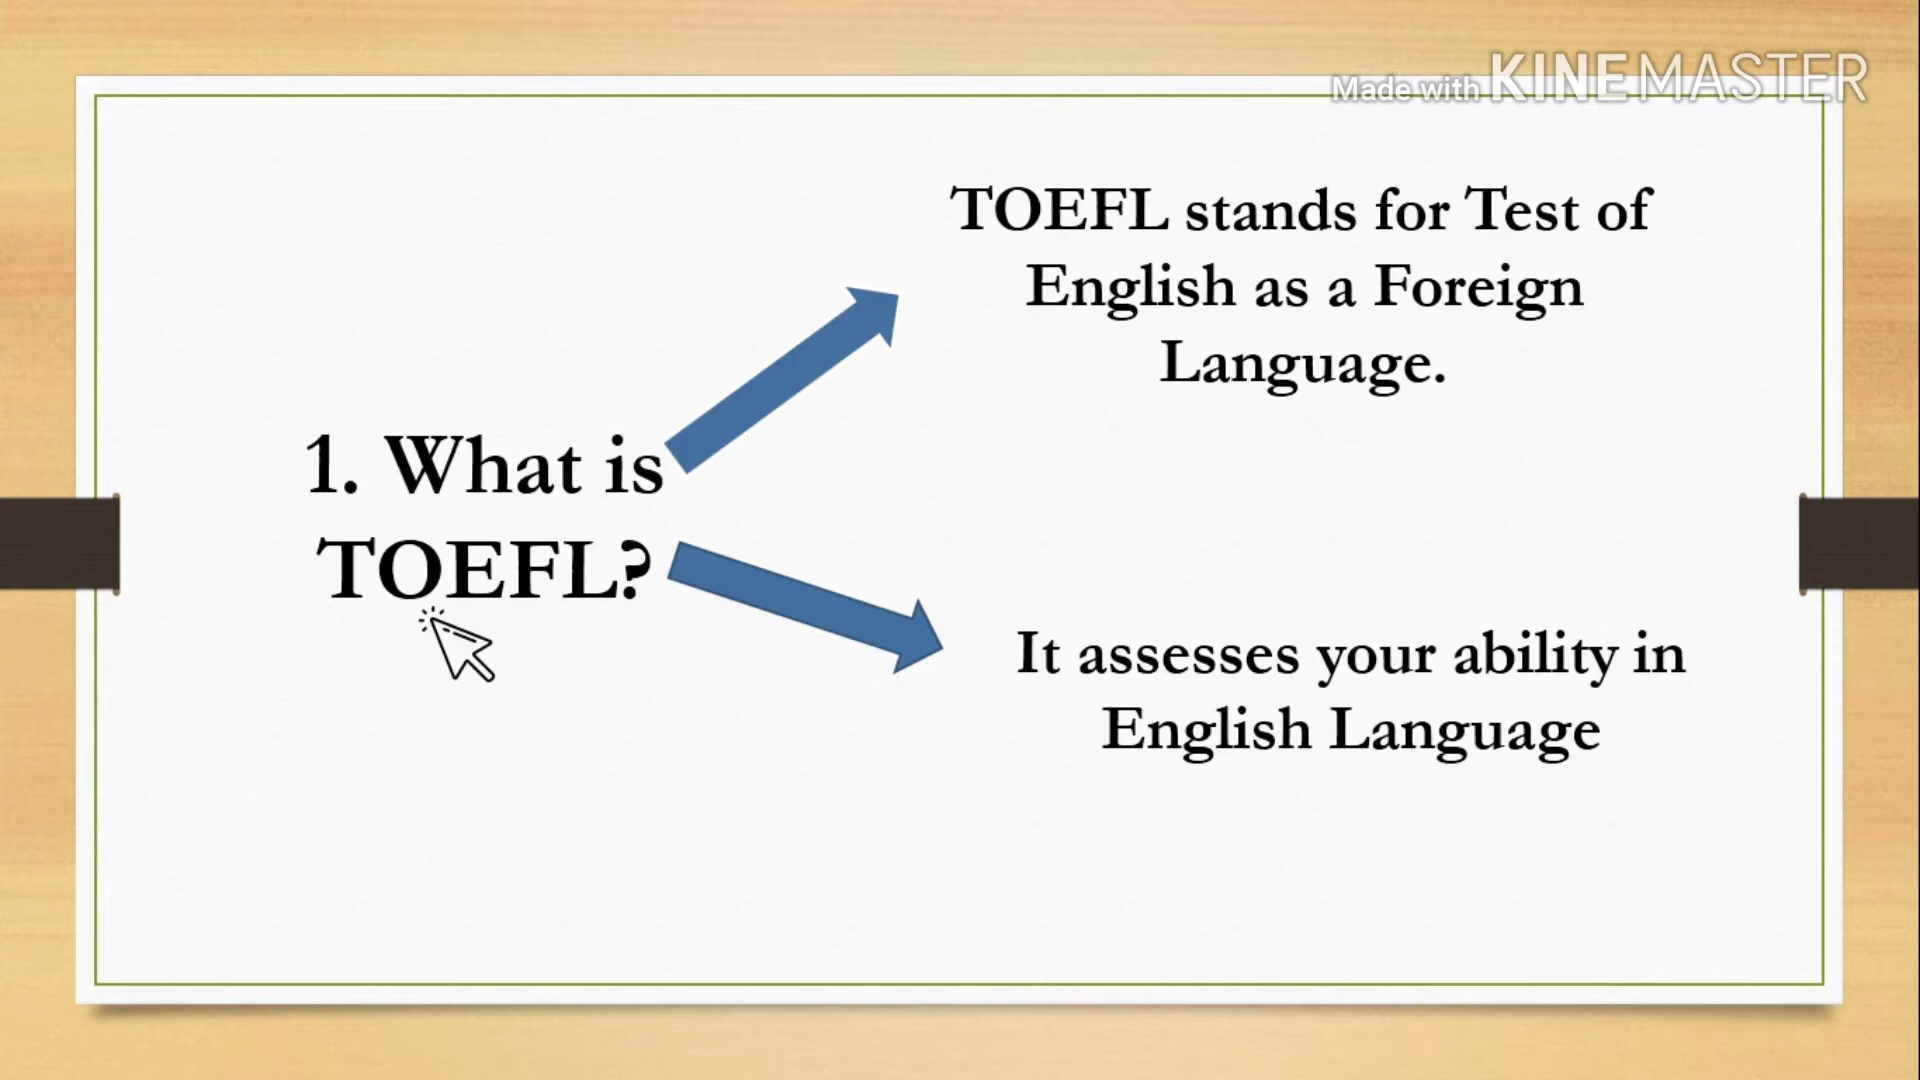 Made with KINEMASTER
TOEFL stands for Test of
English as a Foreign
Language.
1. What is
TOEFL?
It assesses your ability in
English Language